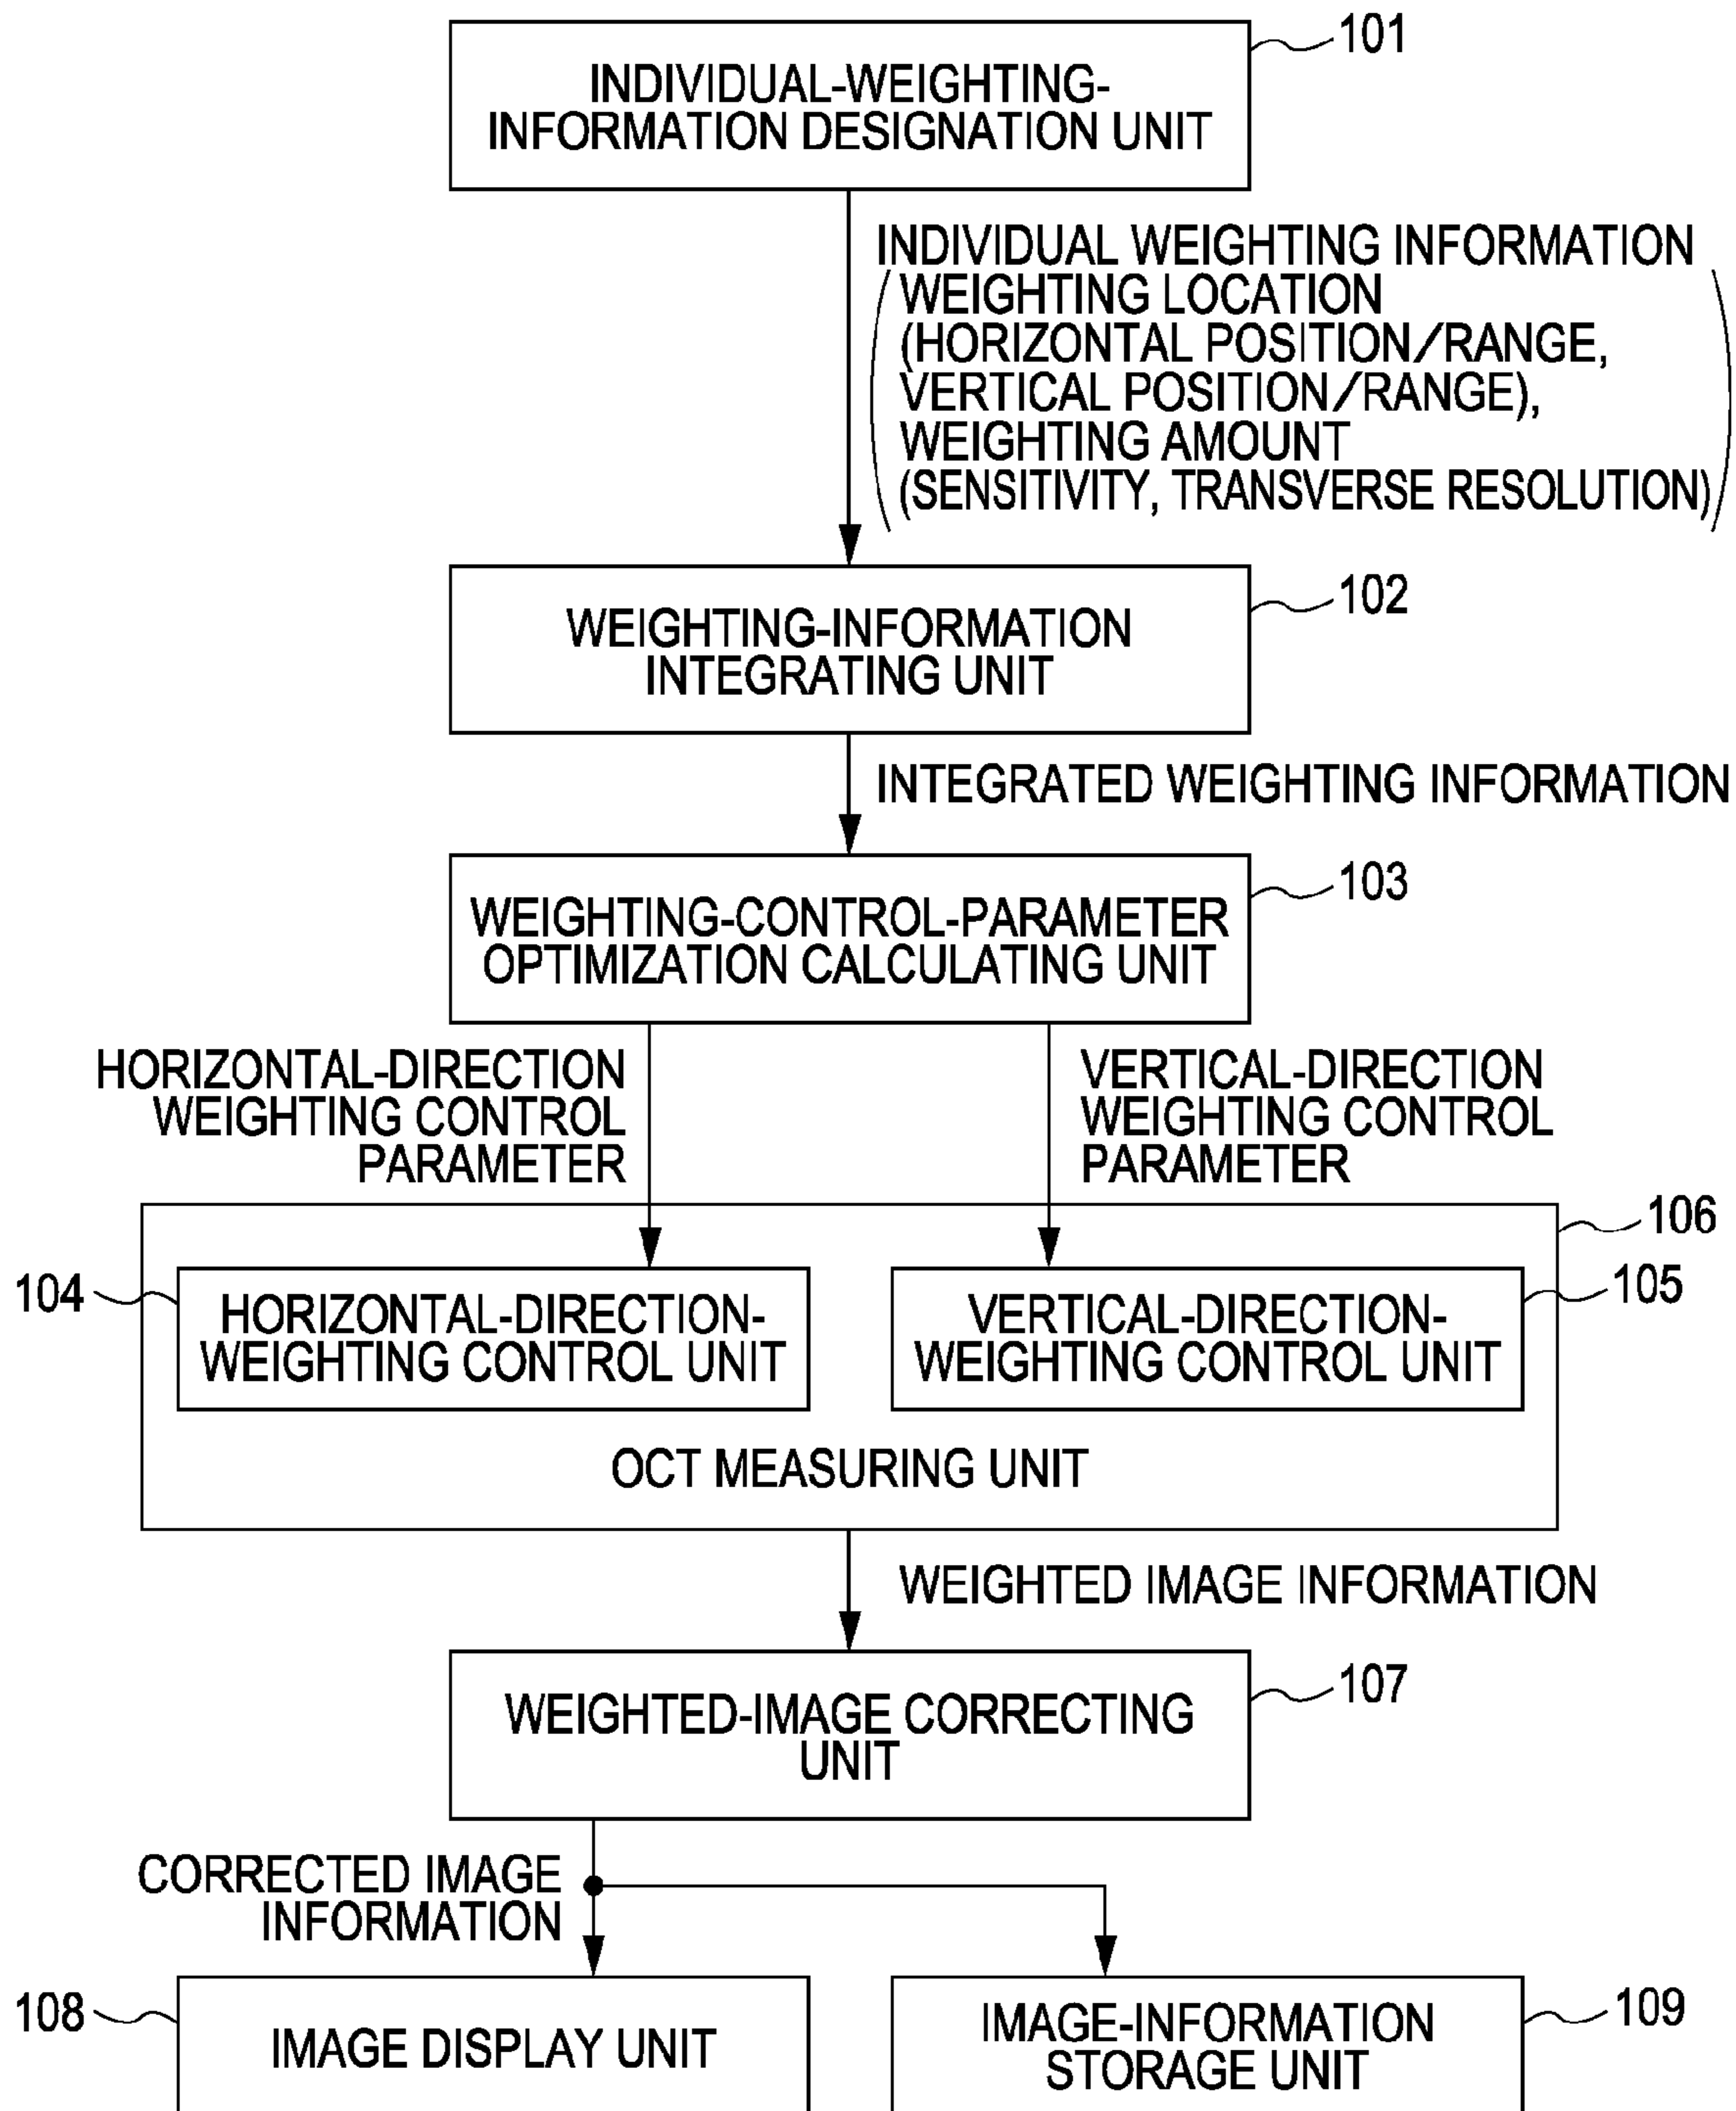 101
INDIVIDUAL-WEIGHTING-
INFORMATION DESIGNATION UNIT
INDIVIDUAL WEIGHTING INFORMATION
WEIGHTING LOCATION
(HORIZONTAL POSITION/RANGE,
VERTICAL POSITION/RANGE),
WEIGHTING AMOUNT
(SENSITIVITY, TRANSVERSE RESOLUTION)
102
WEIGHTING-INFORMATION
INTEGRATING UNIT
INTEGRATED WEIGHTING INFORMATION
103
WEIGHTING-CONTROL-PARAMETER
OPTIMIZATION CALCULATING UNIT
HORIZONTAL-DIRECTION
WEIGHTING CONTROL
PARAMETER
VERTICAL-DIRECTION
WEIGHTING CONTROL
PARAMETER
106
104
HORIZONTAL-DIRECTION-
WEIGHTING CONTROL UNIT
105
VERTICAL-DIRECTION-
WEIGHTING CONTROL UNIT
OCT MEASURING UNIT
WEIGHTED IMAGE INFORMATION
107
WEIGHTED-IMAGE CORRECTING
UNIT
CORRECTED IMAGE
INFORMATION
108
IMAGE DISPLAY UNIT
109
IMAGE-INFORMATION
STORAGE UNIT